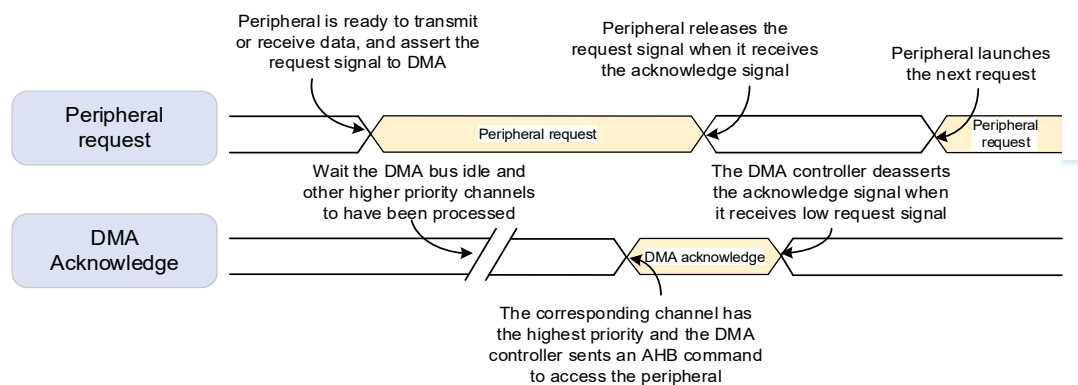 Peripheral is ready to transmit
or receive data, and assert the
request signal to DMA
Peripheral releases the
request signal when it receives
the acknowledge signal
Peripheral launches
the next request
Peripheral
request
Peripheral request
Peripheral
request
Wait the DMA bus idle and
other higher priority channels
to have been processed
The DMA controller deasserts
the acknowledge signal when
it receives low request signal
DMA
Acknowledge
DMA acknowledge
The corresponding channel has
the highest priority and the DMA
controller sents an AHB command
to access the peripheral